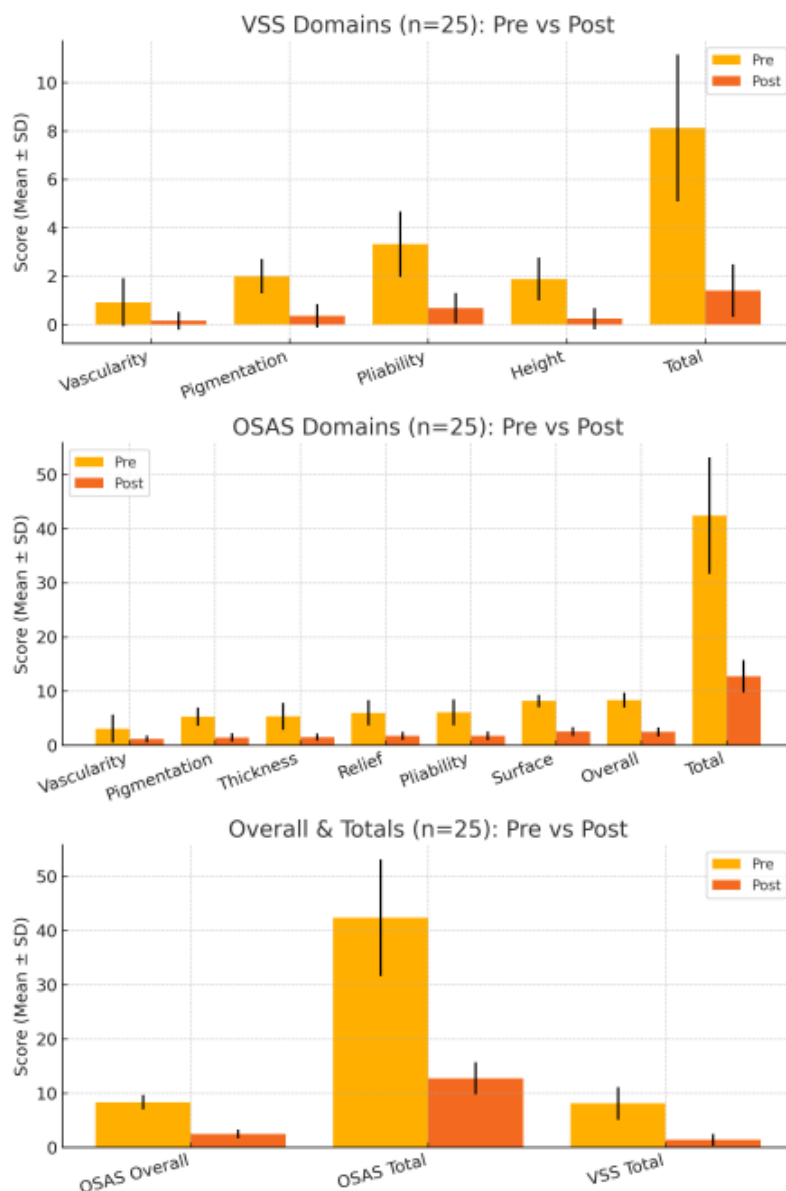 VSS Domains (n=25): Pre vs Post
Pre
Post
Score (Mean ± SD)
10
8
6
4
2
0
Vascularity
Pigmentation
Pliability
Height
Total
OSAS Domains (n=25): Pre vs Post
Pre
Post
Score (Mean ± SD)
50
40
30
20
10
0
Vascularity
Pigmentation
Thickness
Relief
Pliability
Surface
Overall
Total
Overall & Totals (n=25): Pre vs Post
Pre
Post
Score (Mean ± SD)
50
40
30
20
10
0
OSAS Overall
OSAS Total
VSS Total